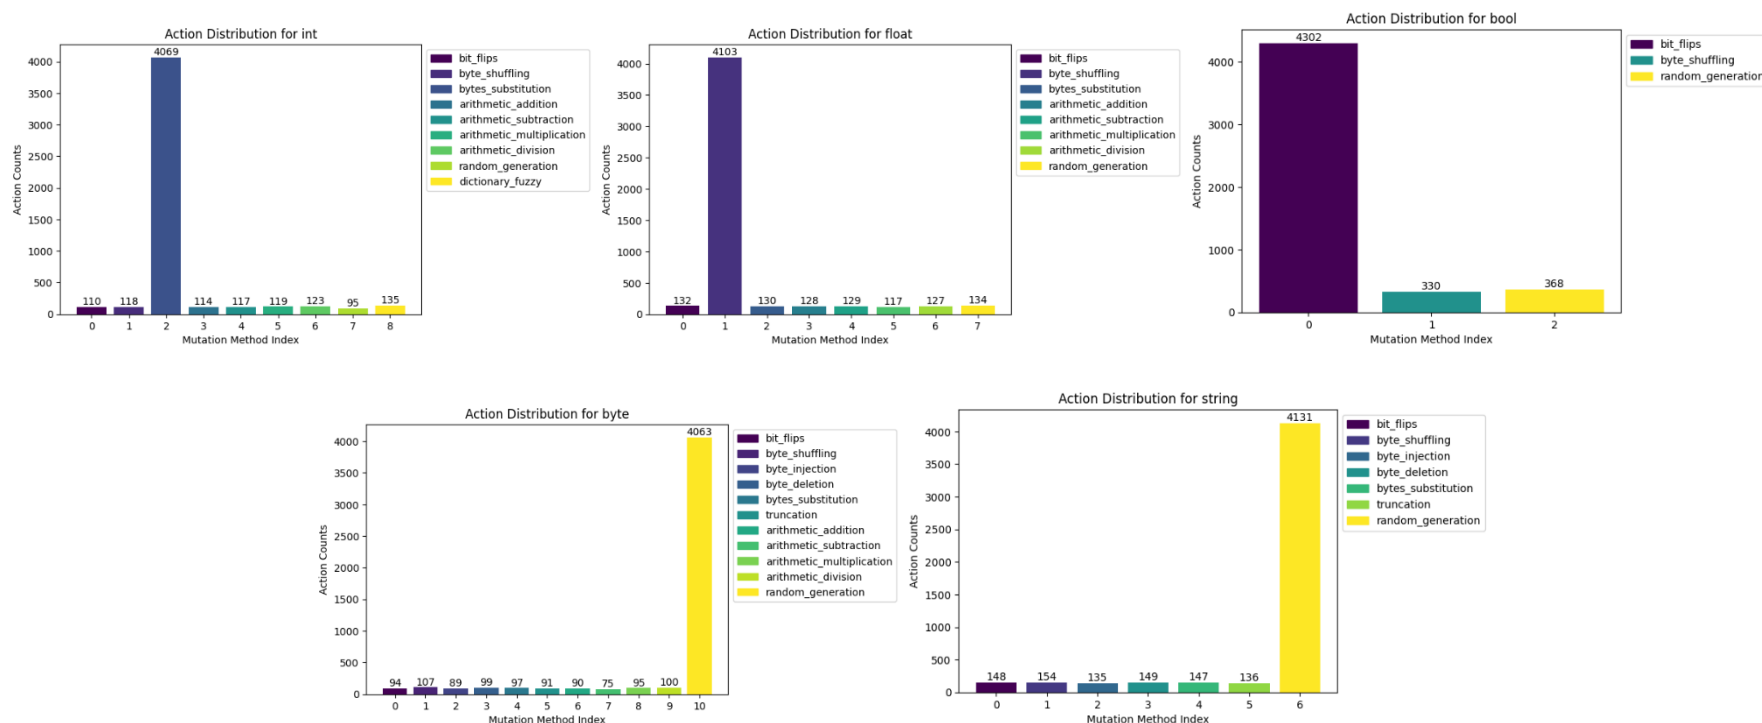 Action Distribution for int
4069
4000
3500
3000
2500
2000
1500
1000
500
0
Action Counts
110
118
114
117
119
123
95
135
0 1 2 3 4 5 6 7 8
Mutation Method Index
bit_flips
byte_shuffling
bytes_substitution
arithmetic_addition
arithmetic_subtraction
arithmetic_multiplication
arithmetic_division
random_generation
dictionary_fuzzy
Action Distribution for float
4103
4000
3500
3000
2500
2000
1500
1000
500
0
Action Counts
132
130
128
129
117
127
134
0 1 2 3 4 5 6 7
Mutation Method Index
bit_flips
byte_shuffling
bytes_substitution
arithmetic_addition
arithmetic_subtraction
arithmetic_multiplication
arithmetic_division
random_generation
Action Distribution for bool
4302
4000
3000
2000
1000
0
Action Counts
330
368
0 1 2
Mutation Method Index
bit_flips
byte_shuffling
random_generation
Action Distribution for byte
4063
4000
3500
3000
2500
2000
1500
1000
500
0
Action Counts
94
107
89
99
97
91
90
75
95
100
0 1 2 3 4 5 6 7 8 9 10
Mutation Method Index
bit_flips
byte_shuffling
byte_injection
byte_deletion
bytes_substitution
truncation
arithmetic_addition
arithmetic_subtraction
arithmetic_multiplication
arithmetic_division
random_generation
Action Distribution for string
4131
4000
3500
3000
2500
2000
1500
1000
500
0
Action Counts
148
154
135
149
147
136
0 1 2 3 4 5 6
Mutation Method Index
bit_flips
byte_shuffling
byte_injection
byte_deletion
bytes_substitution
truncation
random_generation